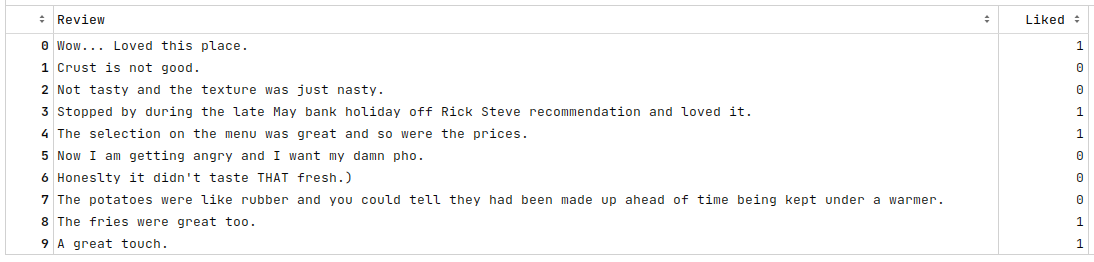 Review Liked
0 Wow... Loved this place. 1
1 Crust is not good. 0
2 Not tasty and the texture was just nasty. 0
3 Stopped by during the late May bank holiday off Rick Steve recommendation and loved it. 1
4 The selection on the menu was great and so were the prices. 1
5 Now I am getting angry and I want my damn pho. 0
6 Honeslty it didn't taste THAT fresh.) 0
7 The potatoes were like rubber and you could tell they had been made up ahead of time being kept under a warmer. 0
8 The fries were great too. 1
9 A great touch. 1